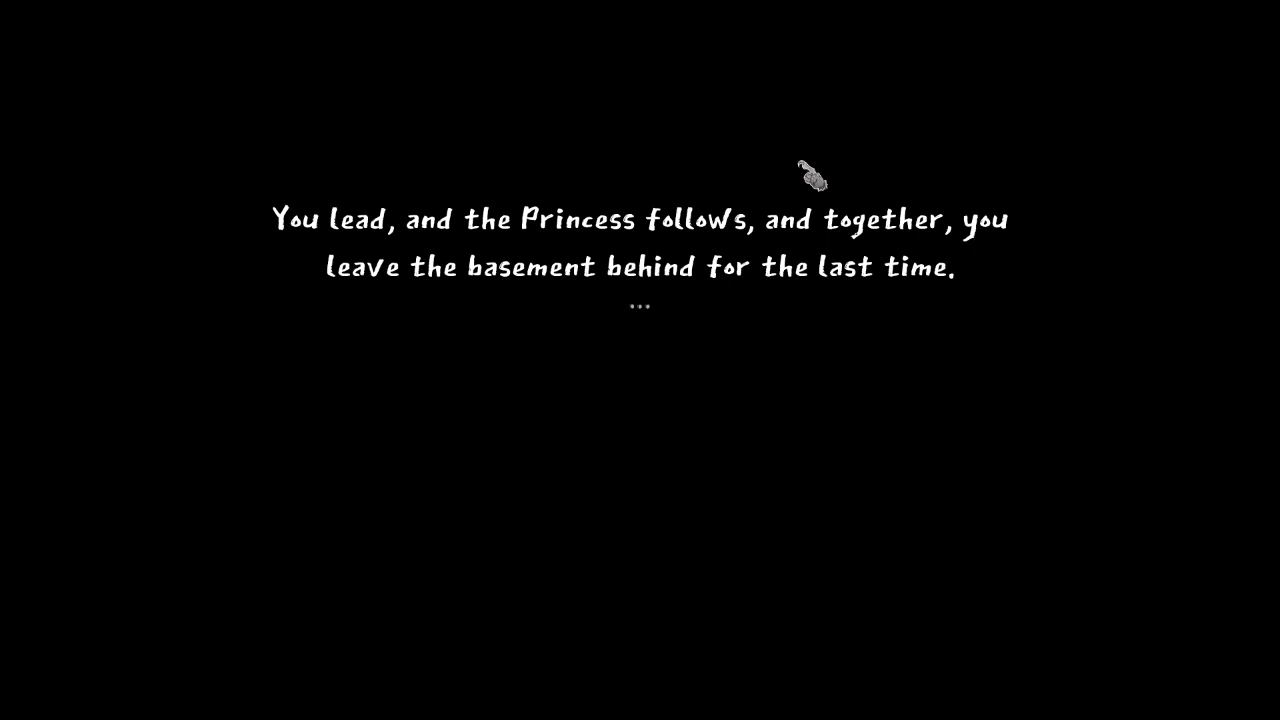 You lead, and the Princess follows, and together, you
leave the basement behind for the last time.
...